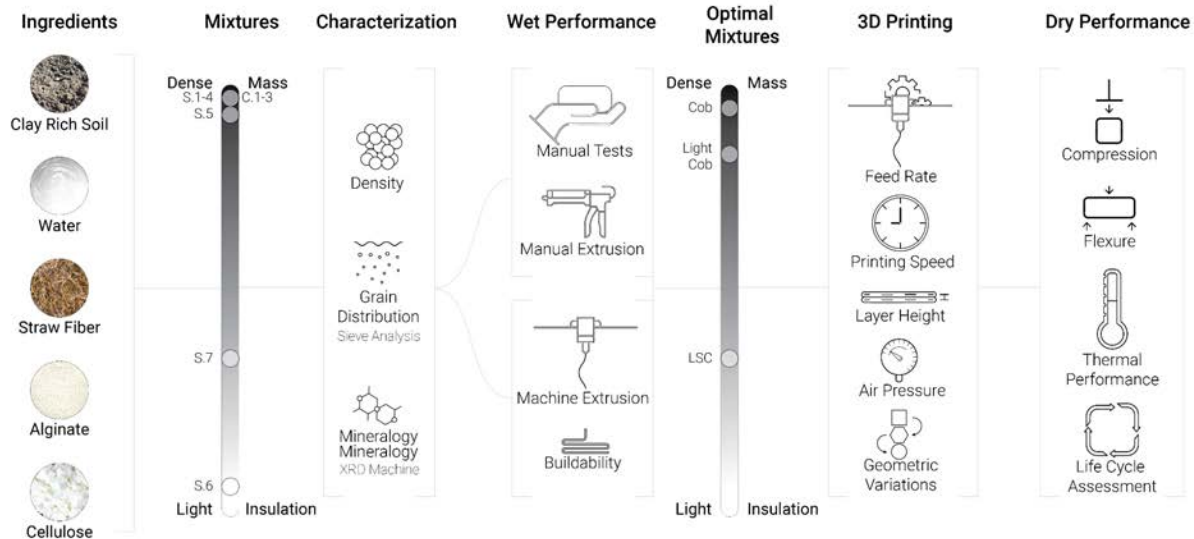 Ingredients
Clay Rich Soil
Water
Straw Fiber
Alginate
Cellulose
Mixtures
Dense Mass
S.1-4 C.1-3
S.5
S.7
S.6
Light Insulation
Characterization
Density
Grain
Distribution
Sieve Analysis
Mineralogy
Mineralogy
XRD Machine
Wet Performance
Manual Tests
Manual Extrusion
Machine Extrusion
Buildability
Optimal
Mixtures
Dense Mass
Cob
Light
Cob
LSC
Light Insulation
3D Printing
Feed Rate
Printing Speed
Layer Height
Air Pressure
Geometric
Variations
Dry Performance
Compression
Flexure
Thermal
Performance
Life Cycle
Assessment